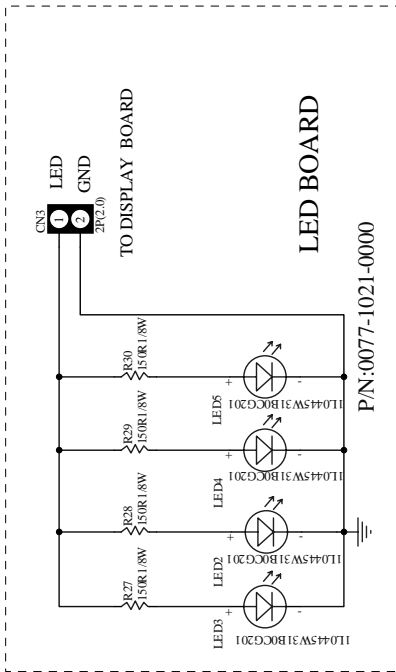 CN3
1 LED
2 GND
2P(2.0)
TO DISPLAY BOARD
LED BOARD
P/N:0077-1021-0000
R30
150R1/8W
R29
150R1/8W
R28
150R1/8W
R27
150R1/8W
+
LED5
-
1L0445W31B0CG201
+
LED4
-
1L0445W31B0CG201
+
LED2
-
1L0445W31B0CG201
+
LED3
-
1L0445W31B0CG201